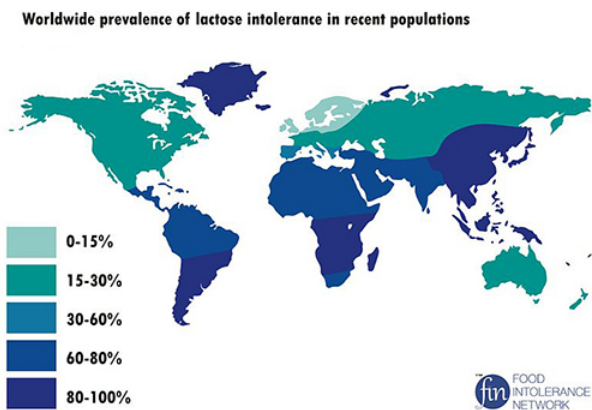 Worldwide prevalence of lactose intolerance in recent populations
0-15%
15-30%
30-60%
60-80%
80-100%
fin
FOOD
INTOLERANCE
NETWORK